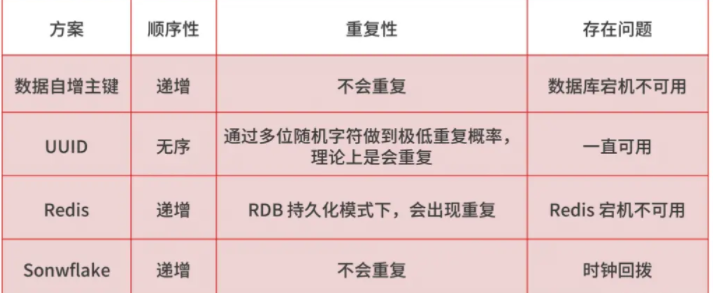 方案 顺序性 重复性 存在问题
数据自增主键 递增 不会重复 数据库宕机不可用
UUID 无序 通过多位随机字符做到极低重复概率，
理论上是会重复 一直可用
Redis 递增 RDB 持久化模式下，会出现重复 Redis 宕机不可用
Sonwflake 递增 不会重复 时钟回拨